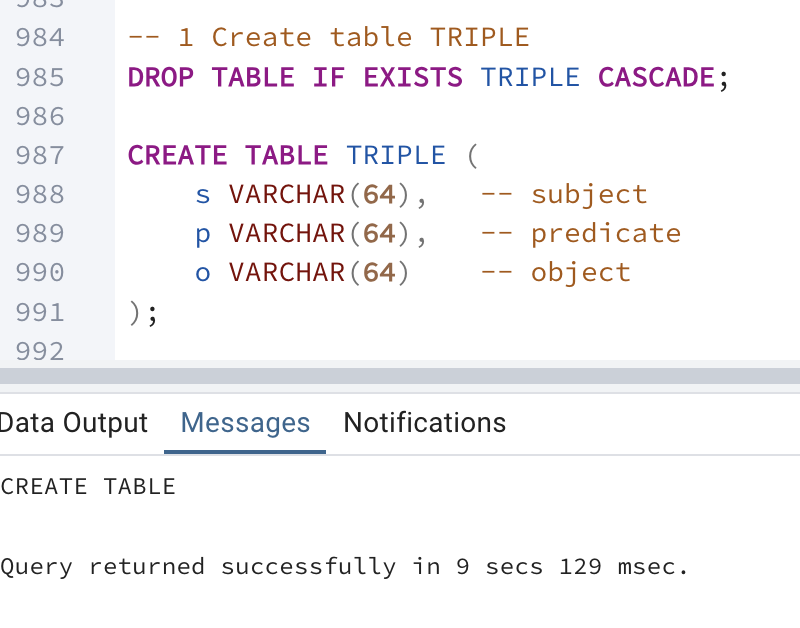 983
984 -- 1 Create table TRIPLE
985 DROP TABLE IF EXISTS TRIPLE CASCADE;
986
987 CREATE TABLE TRIPLE (
988     s VARCHAR(64),   -- subject
989     p VARCHAR(64),   -- predicate
990     o VARCHAR(64)    -- object
991 );
992
Data Output Messages Notifications
CREATE TABLE
Query returned successfully in 9 secs 129 msec.